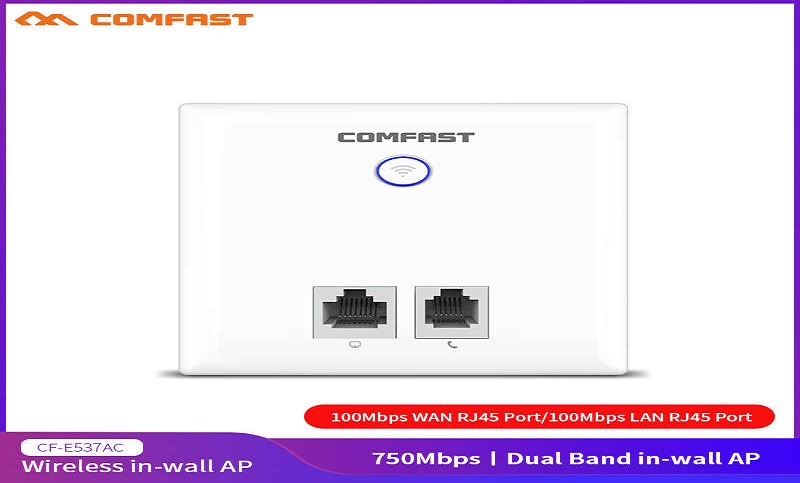 COMFAST
COMFAST
100Mbps WAN RJ45 Port/100Mbps LAN RJ45 Port
CF-E537AC
Wireless in-wall AP
750Mbps | Dual Band in-wall AP